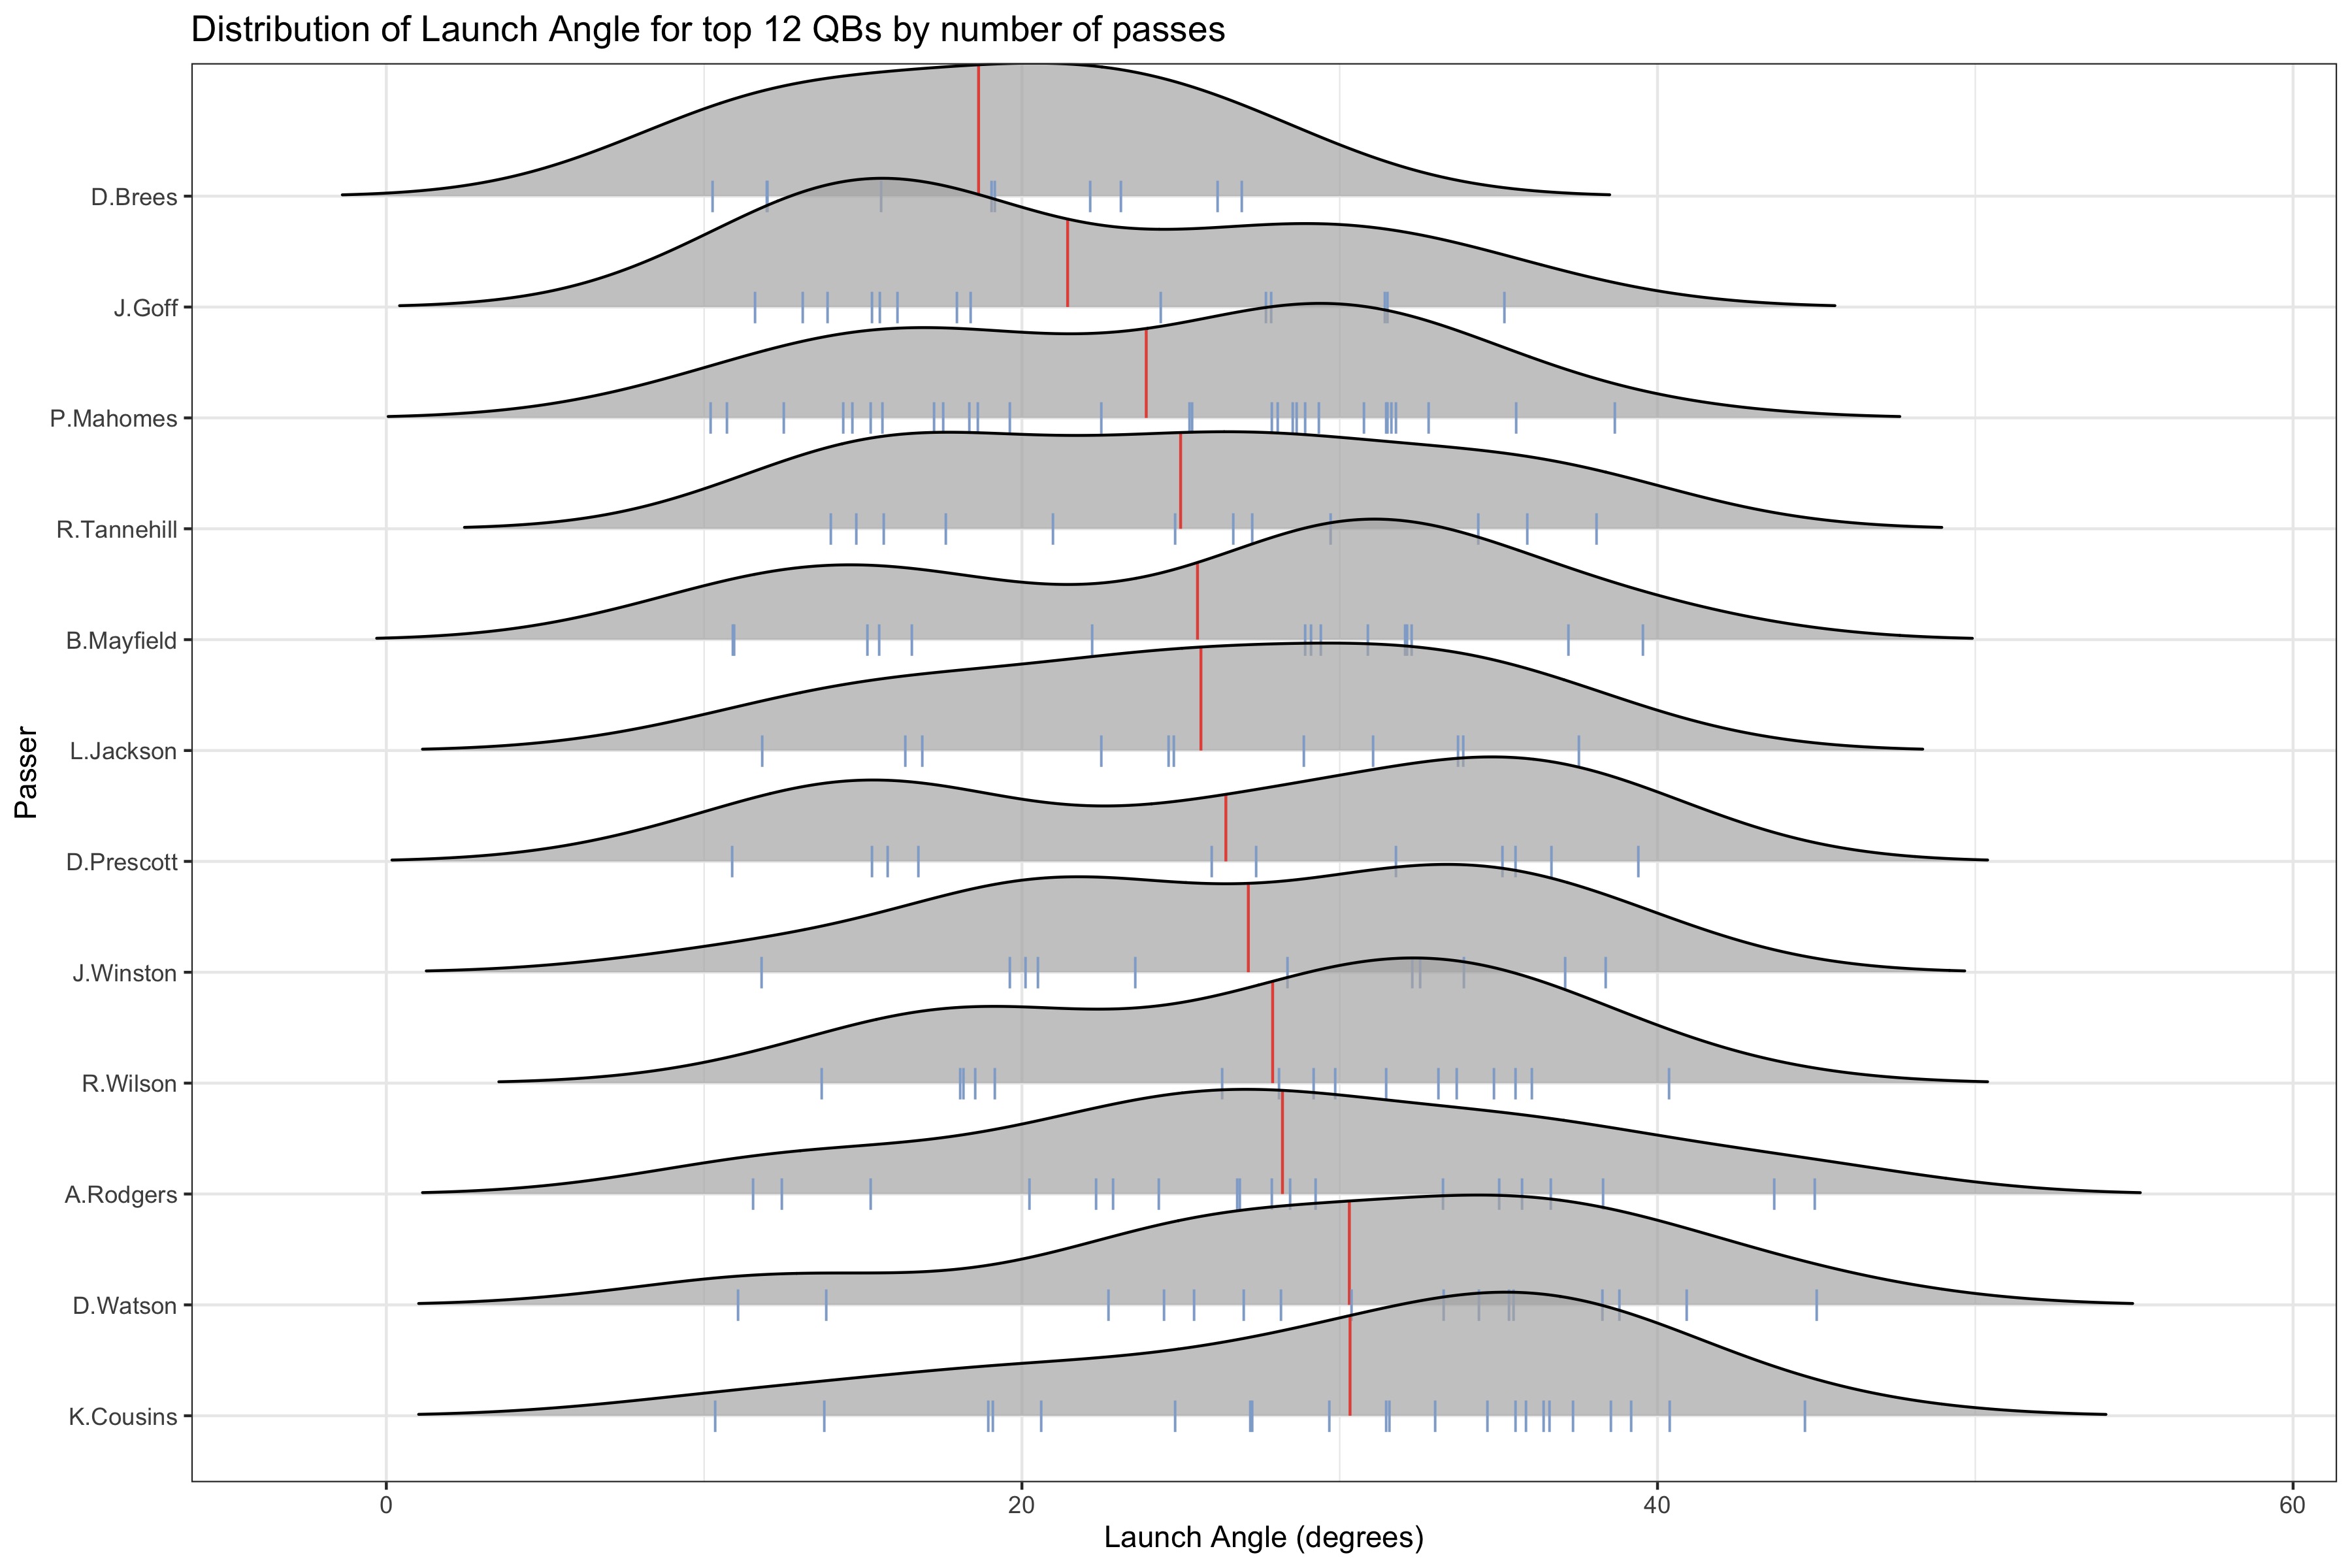 Distribution of Launch Angle for top 12 QBs by number of passes
Passer
D.Brees
J.Goff
P.Mahomes
R.Tannehill
B.Mayfield
L.Jackson
D.Prescott
J.Winston
R.Wilson
A.Rodgers
D.Watson
K.Cousins
0 20 40 60
Launch Angle (degrees)